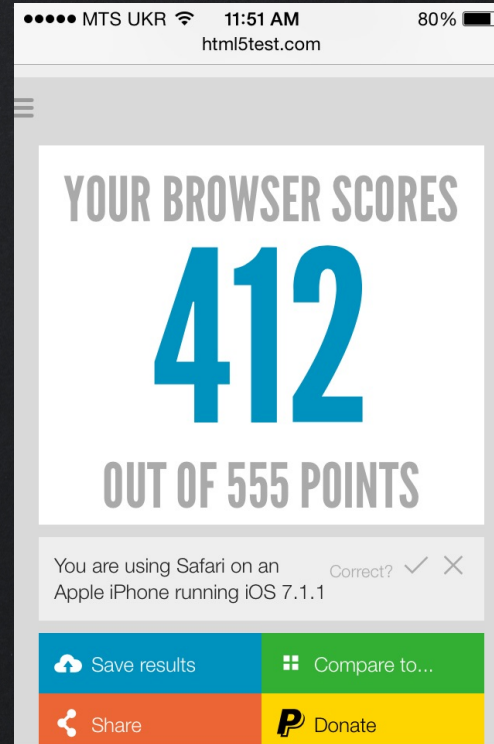 MTS UKR 11:51 AM 80%
html5test.com
YOUR BROWSER SCORES
412
OUT OF 555 POINTS
You are using Safari on an Correct?
Apple iPhone running iOS 7.1.1
Save results Compare to...
Share Donate